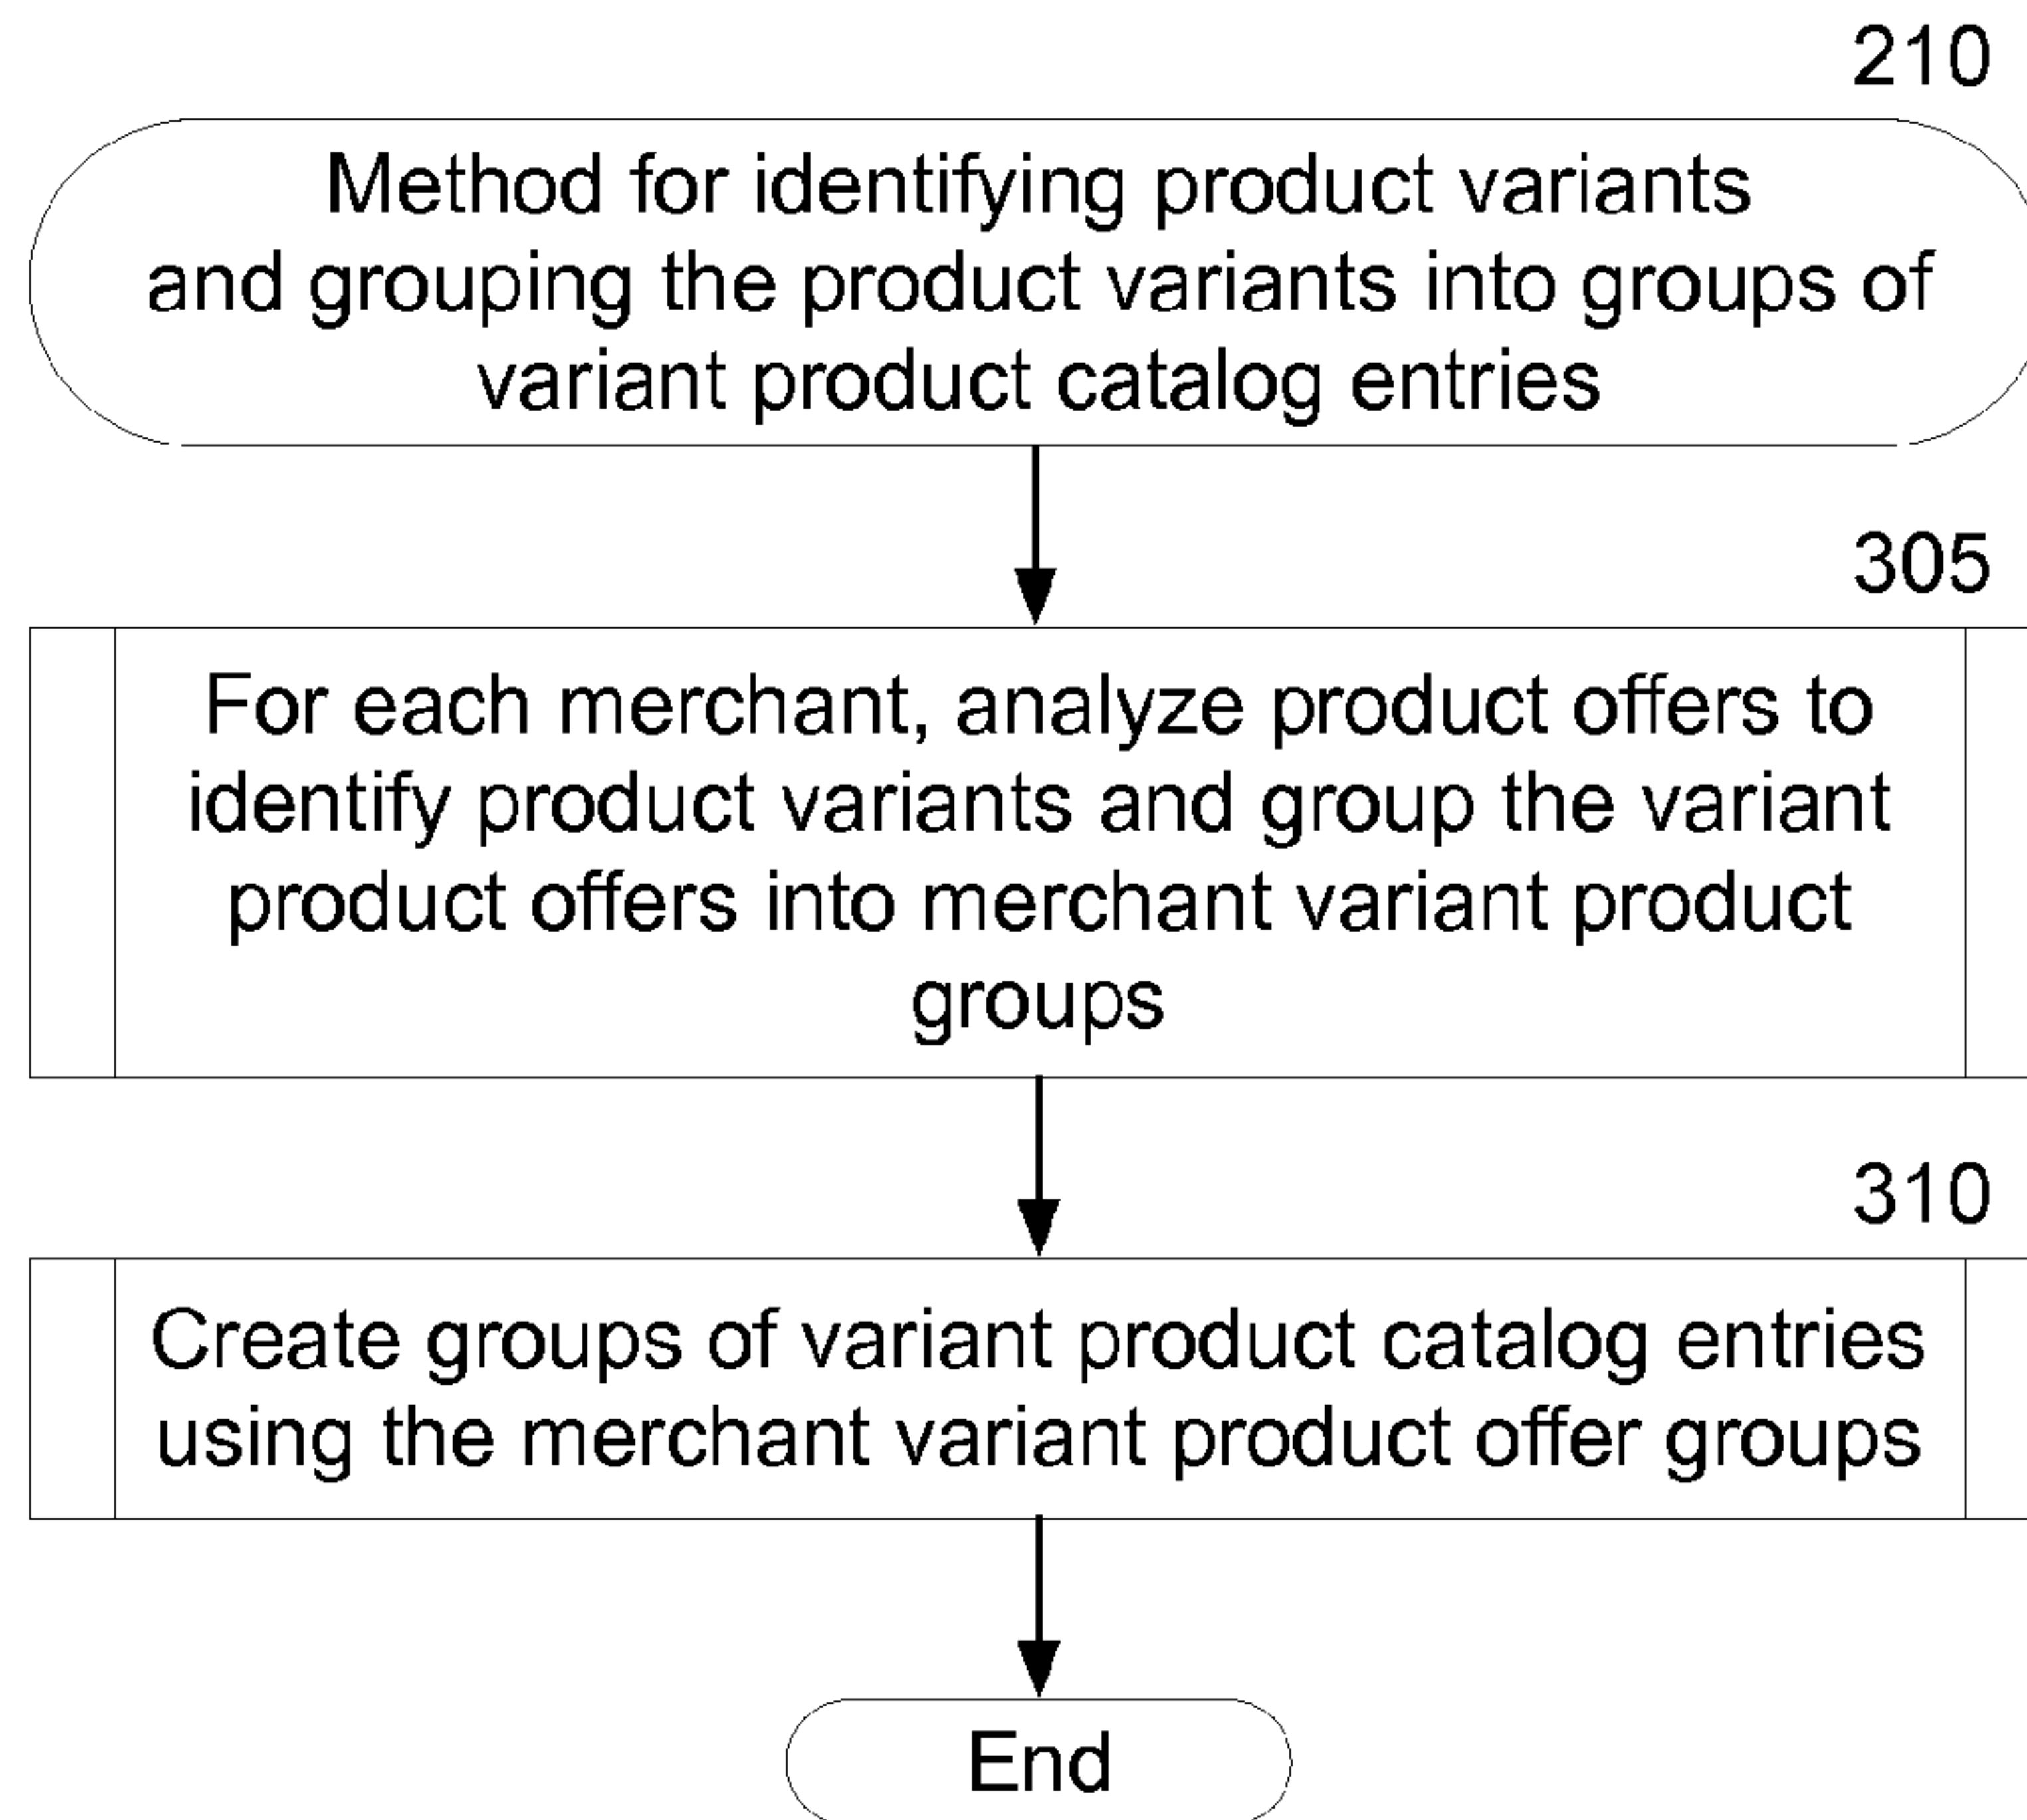 210
Method for identifying product variants
and grouping the product variants into groups of
variant product catalog entries
305
For each merchant, analyze product offers to
identify product variants and group the variant
product offers into merchant variant product
groups
310
Create groups of variant product catalog entries
using the merchant variant product offer groups
End